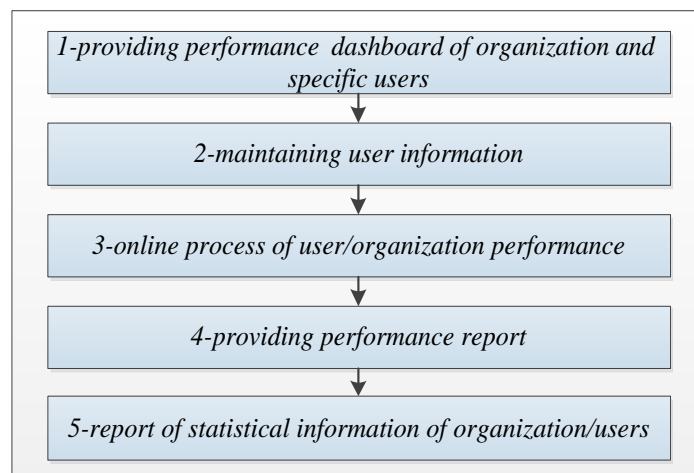 1-providing performance dashboard of organization and
specific users
2-maintaining user information
3-online process of user/organization performance
4-providing performance report
5-report of statistical information of organization/users